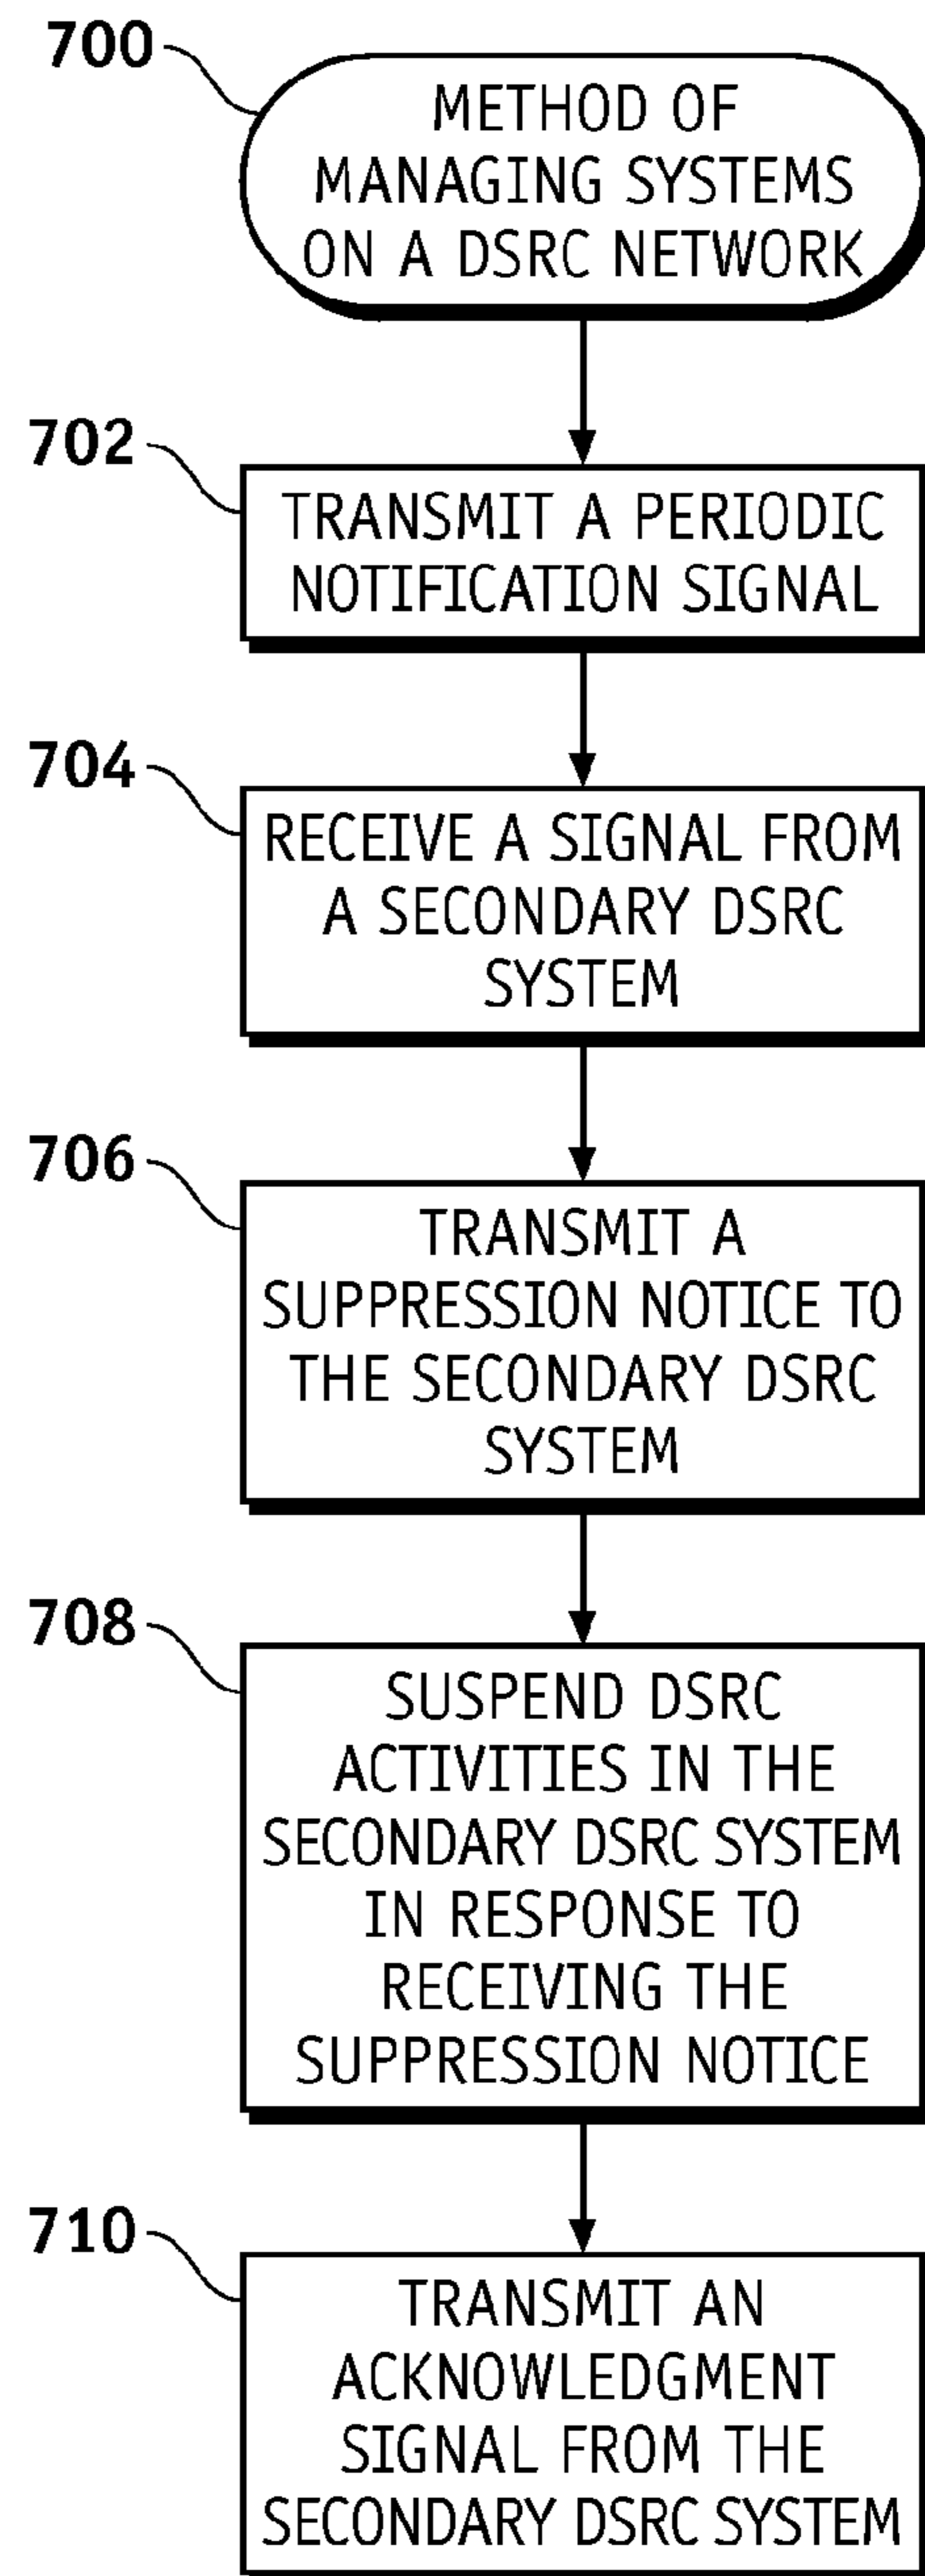 700
METHOD OF
MANAGING SYSTEMS
ON A DSRC NETWORK
702
TRANSMIT A PERIODIC
NOTIFICATION SIGNAL
704
RECEIVE A SIGNAL FROM
A SECONDARY DSRC
SYSTEM
706
TRANSMIT A
SUPPRESSION NOTICE TO
THE SECONDARY DSRC
SYSTEM
708
SUSPEND DSRC
ACTIVITIES IN THE
SECONDARY DSRC SYSTEM
IN RESPONSE TO
RECEIVING THE
SUPPRESSION NOTICE
710
TRANSMIT AN
ACKNOWLEDGMENT
SIGNAL FROM THE
SECONDARY DSRC SYSTEM